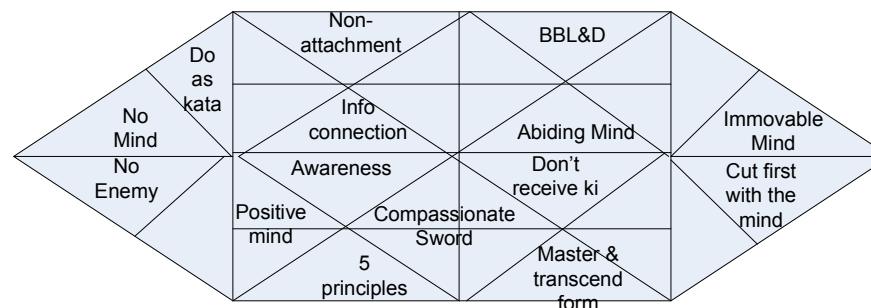 Non-
attachment
BBL&D
Do
as
kata
No
Mind
Info
connection
Abiding Mind
Immovable
Mind
No
Enemy
Awareness
Don't
receive ki
Cut first
with the
mind
Positive
mind
Compassionate
Sword
5
principles
Master &
transcend
form